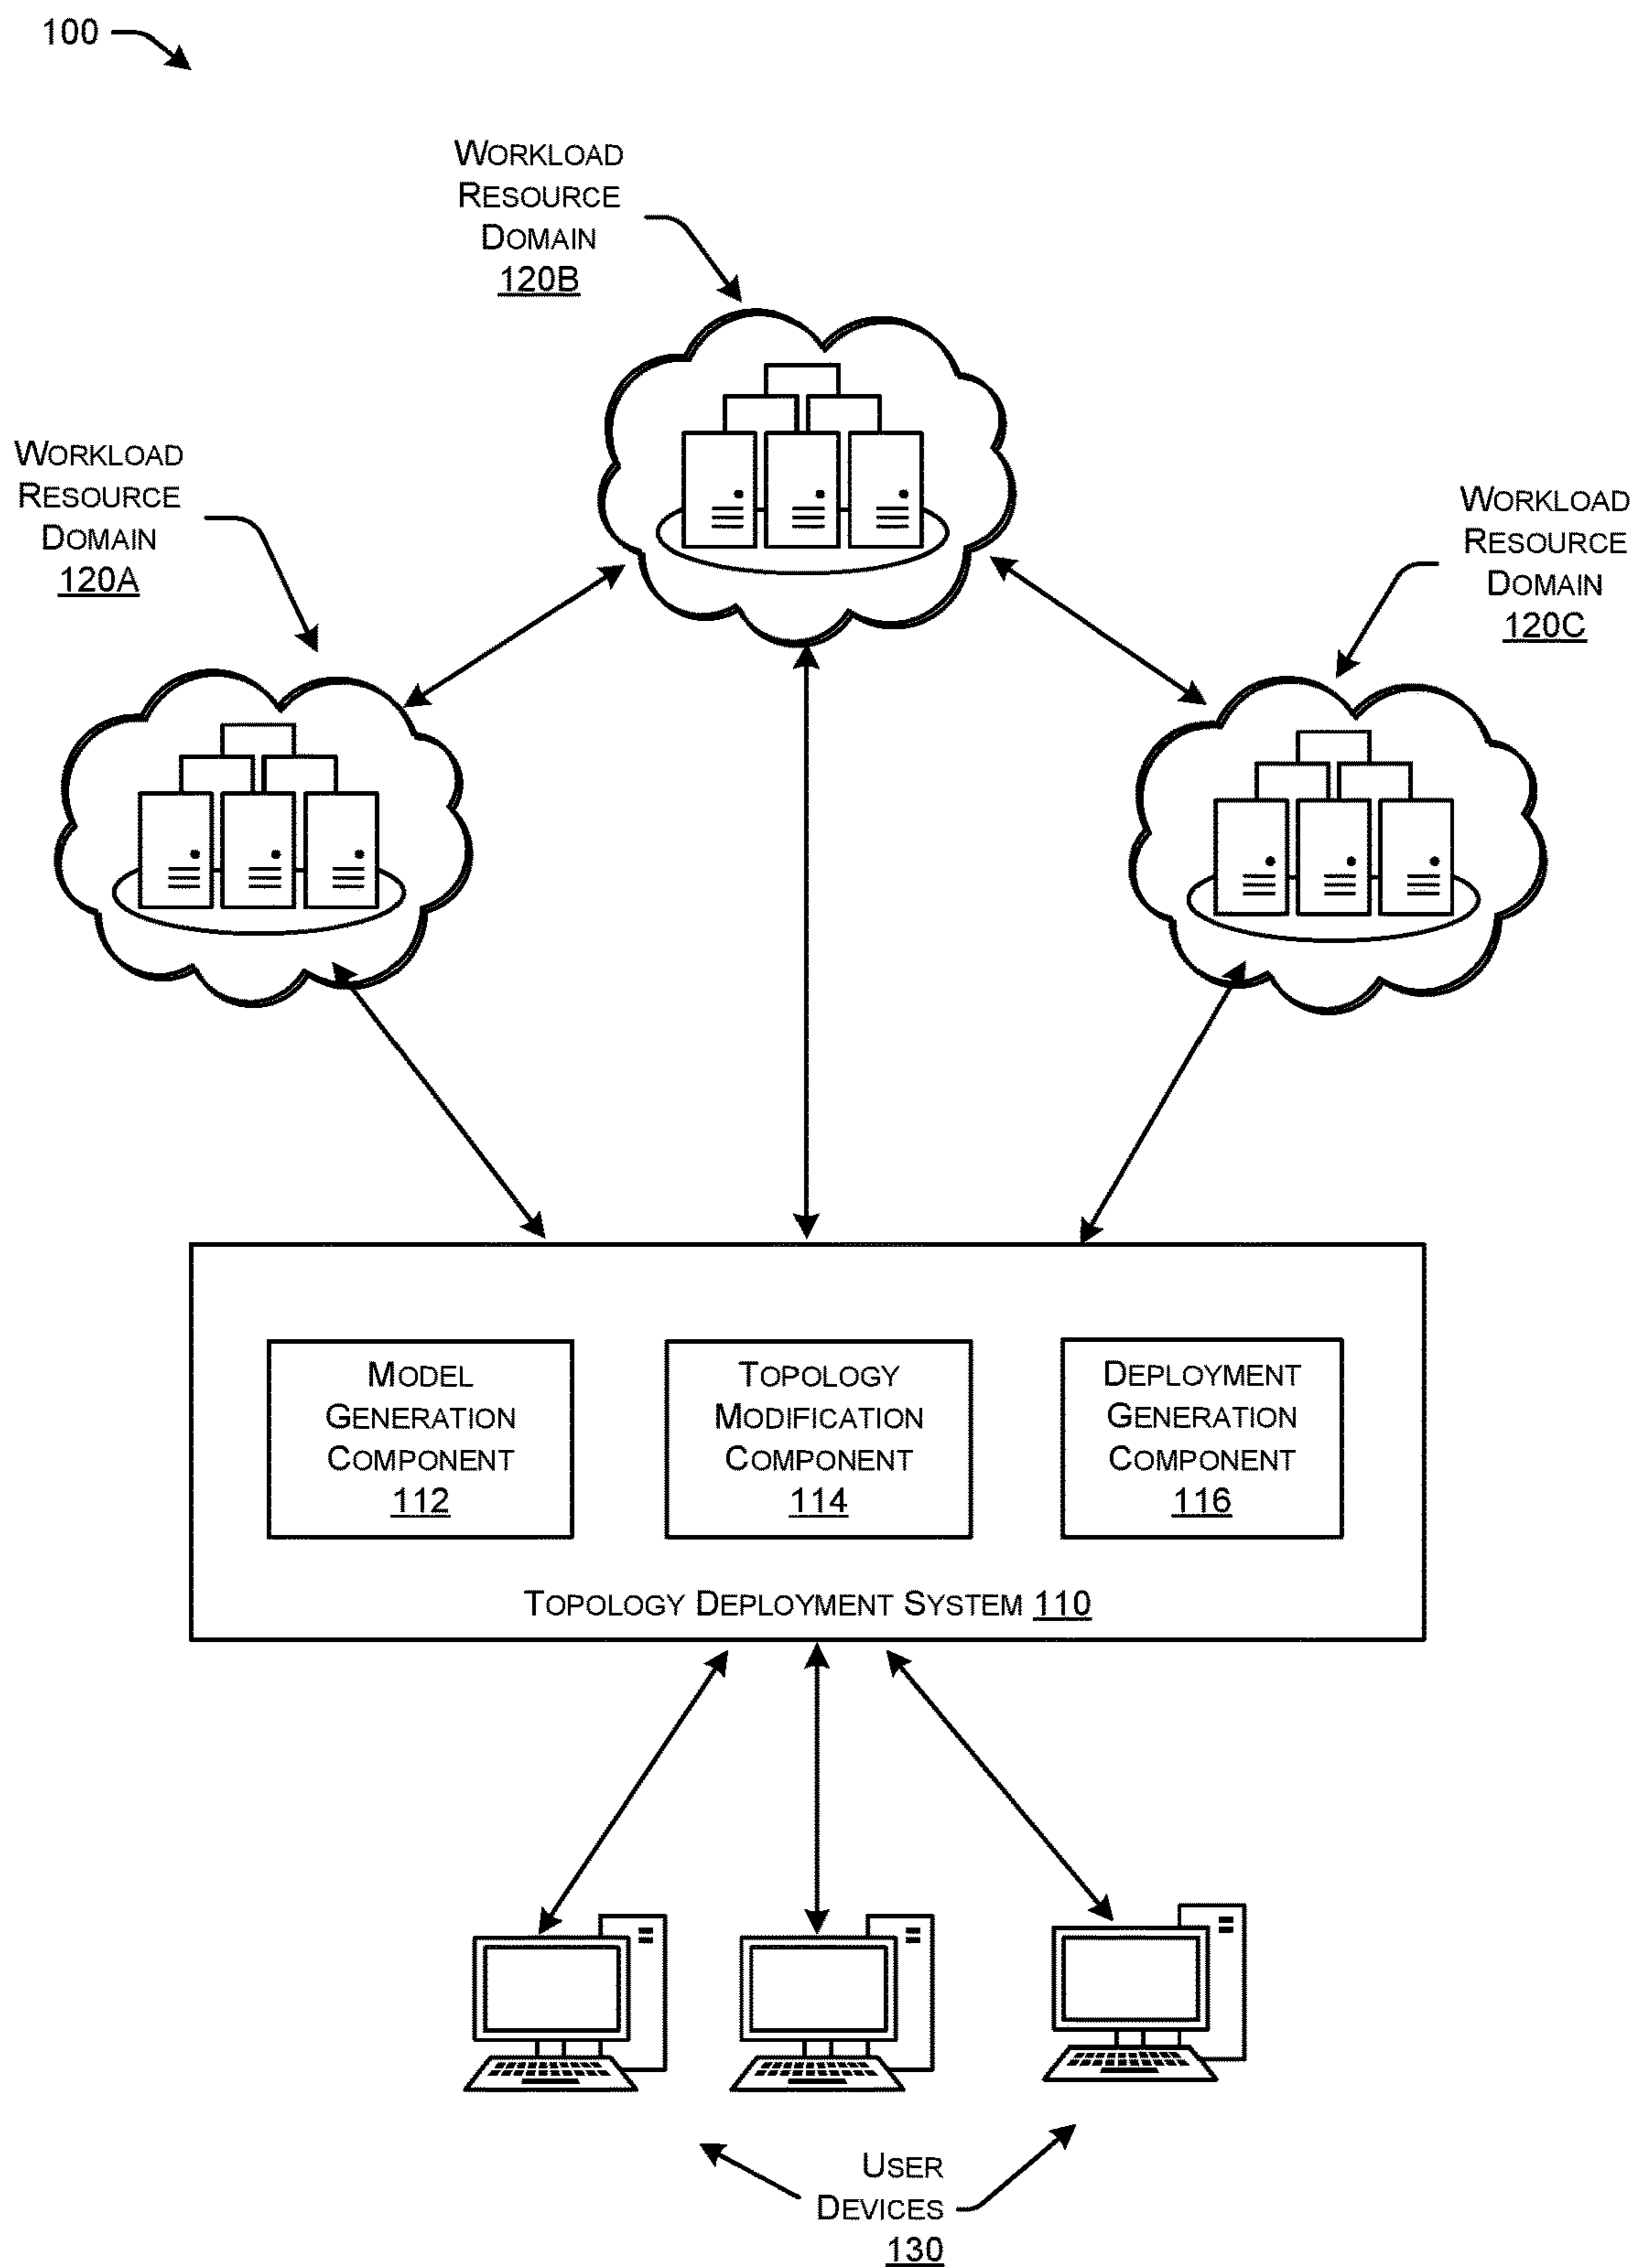 100
WORKLOAD
RESOURCE
DOMAIN
120B
WORKLOAD
RESOURCE
DOMAIN
120A
WORKLOAD
RESOURCE
DOMAIN
120C
MODEL
GENERATION
COMPONENT
112
TOPOLOGY
MODIFICATION
COMPONENT
114
DEPLOYMENT
GENERATION
COMPONENT
116
TOPOLOGY DEPLOYMENT SYSTEM 110
USER
DEVICES
130